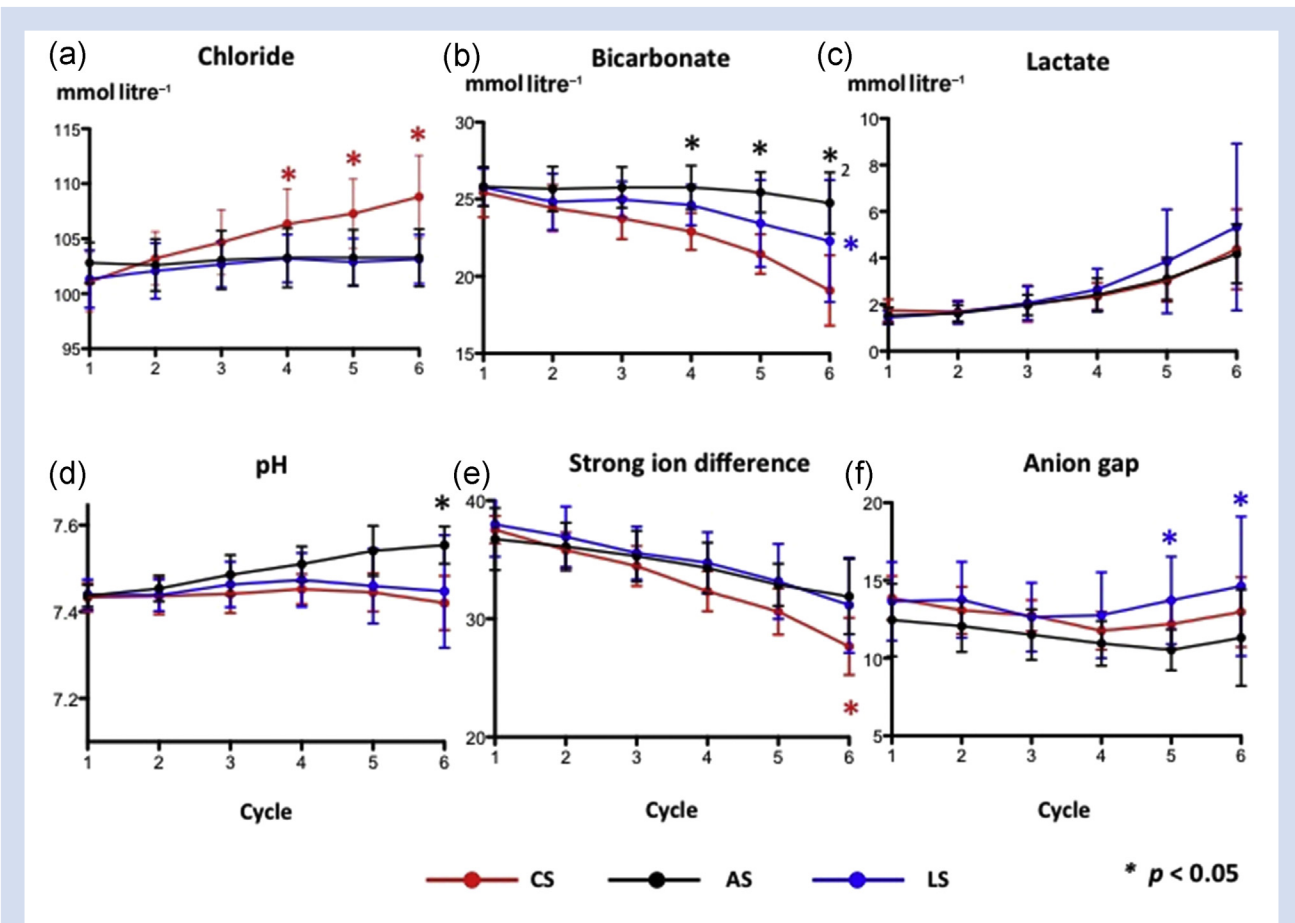 (a) Chloride
mmol litre⁻¹
115
110
105
100
95
1 2 3 4 5 6
* * *
(b) Bicarbonate
mmol litre⁻¹
30
25
20
15
1 2 3 4 5 6
* * * 2
*
(c) Lactate
mmol litre⁻¹
10
8
6
4
2
0
1 2 3 4 5 6
(d) pH
7.6
7.4
7.2
1 2 3 4 5 6
*
Cycle
(e) Strong ion difference
40
30
20
1 2 3 4 5 6
*
Cycle
(f) Anion gap
20
15
10
5
1 2 3 4 5 6
* *
Cycle
CS AS LS
* p < 0.05